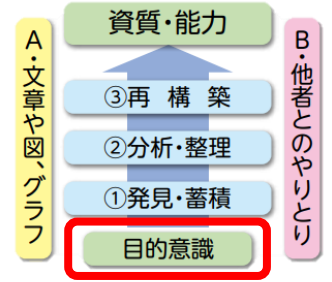 資質・能力
A・文章や図、グラフ
③再構築
②分析・整理
①発見・蓄積
目的意識
B・他者とのやりとり